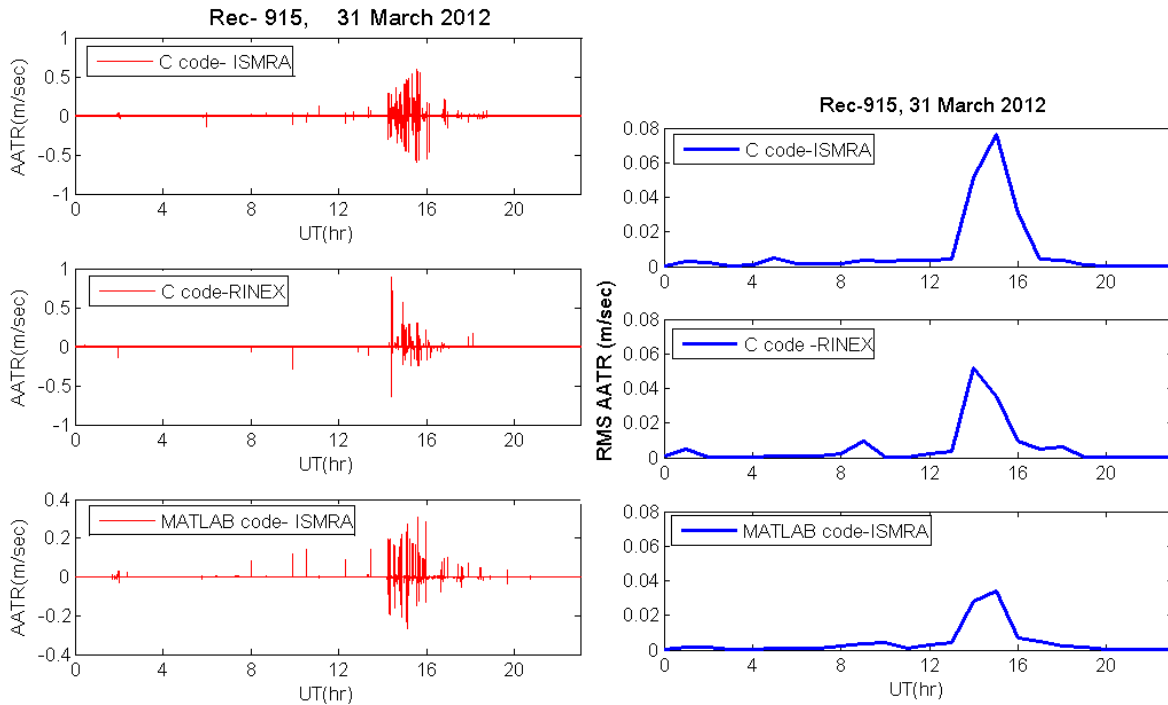 Rec- 915, 31 March 2012
C code- ISMRA
AATR(m/sec)
1
0.5
0
-0.5
-1
0 4 8 12 16 20
UT(hr)
C code-RINEX
AATR(m/sec)
1
0.5
0
-0.5
-1
0 4 8 12 16 20
UT(hr)
MATLAB code- ISMRA
AATR(m/sec)
0.4
0.2
0
-0.2
-0.4
0 4 8 12 16 20
UT(hr)
Rec-915, 31 March 2012
RMS AATR (m/sec)
C code-ISMRA
0.08
0.06
0.04
0.02
0
0 4 8 12 16 20
C code -RINEX
0.08
0.06
0.04
0.02
0
0 4 8 12 16 20
MATLAB code-ISMRA
0.08
0.06
0.04
0.02
0
0 4 8 12 16 20
UT(hr)